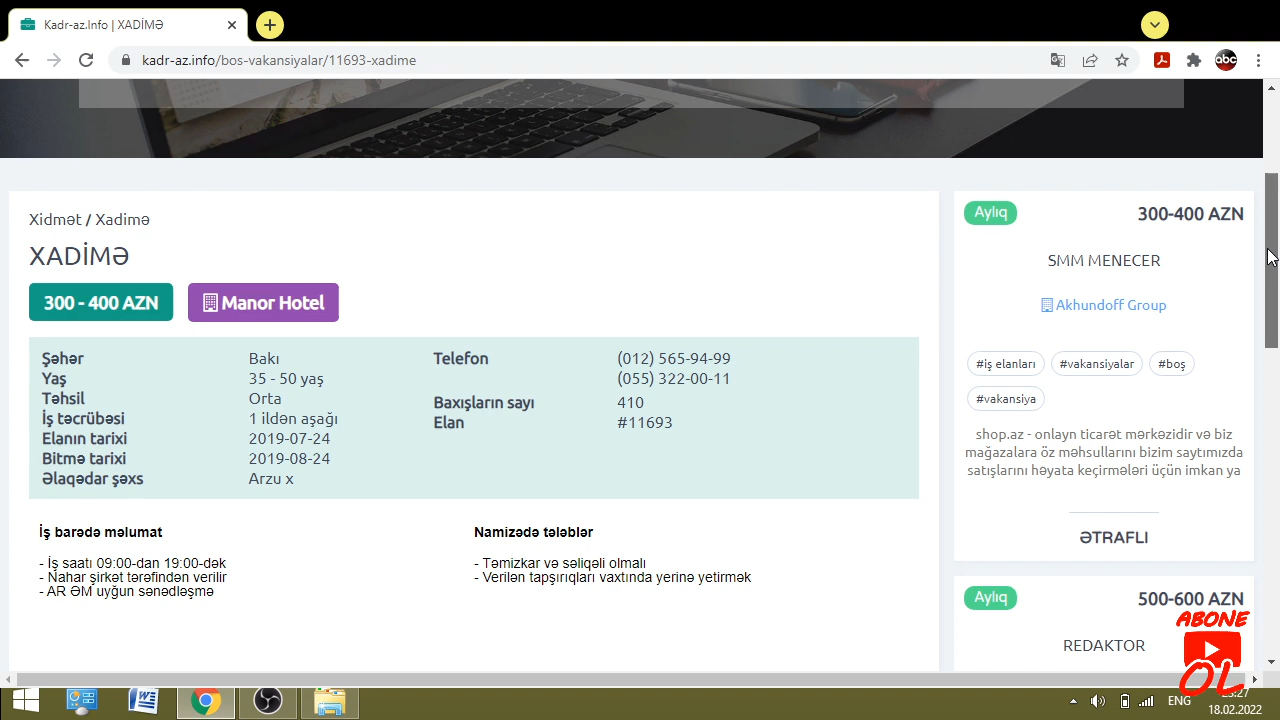 Kadr-az.Info | XADİMƏ
kadr-az.info/bos-vakansiyalar/11693-xadime
abc
Xidmət / Xadimə
XADİMƏ
300 - 400 AZN
Manor Hotel
Şəhər Bakı
Yaş 35 - 50 yaş
Təhsil Orta
İş təcrübəsi 1 ildən aşağı
Elanın tarixi 2019-07-24
Bitmə tarixi 2019-08-24
Əlaqədar şəxs Arzu x
Telefon (012) 565-94-99
(055) 322-00-11
Baxışların sayı 410
Elan #11693
İş barədə məlumat
- İş saatı 09:00-dan 19:00-dək
- Nahar şirkət tərəfindən verilir
- AR ƏM uyğun sənədləşmə
Namizədə tələblər
- Təmizkar və səliqəli olmalı
- Verilən tapşırıqları vaxtında yerinə yetirmək
Aylıq 300-400 AZN
SMM MENECER
Akhundoff Group
#iş elanları #vakansiyalar #boş
#vakansiya
shop.az - onlayn ticarət mərkəzidir və biz
mağazalara öz məhsullarını bizim saytımızda
satışlarını həyata keçirmələri üçün imkan ya
ƏTRAFLI
Aylıq 500-600 AZN
REDAKTOR
ABONE
OL
ENG
18.02.2022